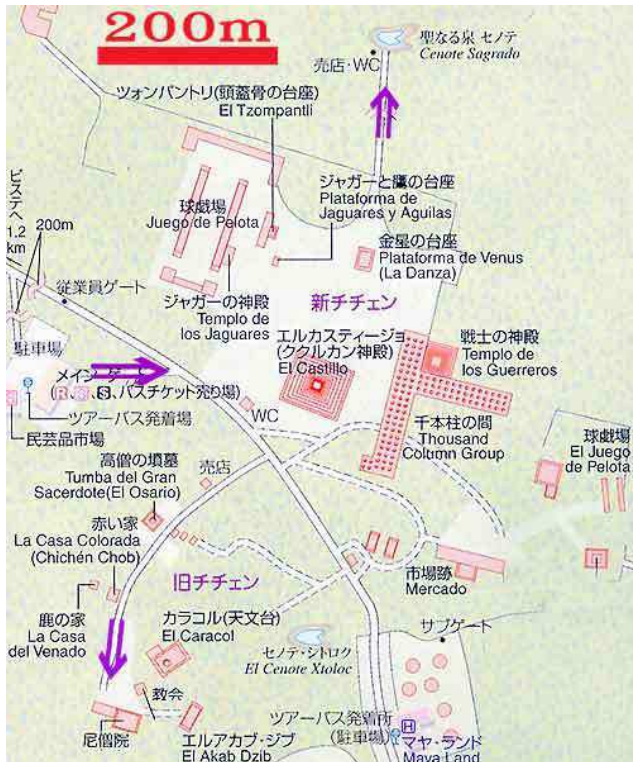 200m
聖なる泉 セノテ
Cenote Sagrado
売店・WC
ツォンパントリ(頭蓋骨の台座)
El Tzompantli
ジャガーと鷹の台座
Plataforma de
Jaguares y Aguilas
球戯場
Juego de Pelota
金星の台座
Plataforma de Venus
(La Danza)
ピステへ
1.2
km
200m
従業員ゲート
ジャガーの神殿
Templo de
los Jaguares
新チチェン
エルカスティージョ
(ククルカン神殿)
El Castillo
戦士の神殿
Templo de
los Guerreros
駐車場
メインゲート
バスチケット売り場)
ツアーバス発着場
民芸品市場
WC
千本柱の間
Thousand
Column Group
球戯場
El Juego
de Pelota
高僧の墳墓
Tumba del Gran
Sacerdote(El Osario)
売店
赤い家
La Casa Colorada
(Chichén Chob)
旧チチェン
市場跡
Mercado
鹿の家
La Casa
del Venado
カラコル(天文台)
El Caracol
セノテ・シトロク
El Cenote Xtoloc
サブゲート
教会
尼僧院
エルアカブ・ジブ
El Akab Dzib
ツアーバス発着所
(駐車場)
H
マヤ・ランド
Maya Land